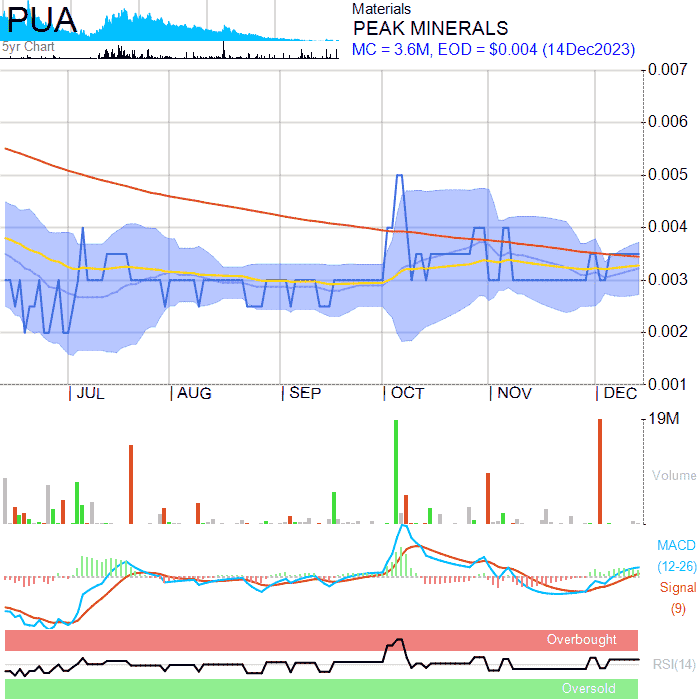 PUA
5yr Chart
Materials
PEAK MINERALS
MC = 3.6M, EOD = $0.004 (14Dec2023)
0.007
0.006
0.005
0.004
0.003
0.002
0.001
JUL AUG SEP OCT NOV DEC
19M
Volume
MACD
(12-26)
Signal
(9)
Overbought
RSI(14)
Oversold